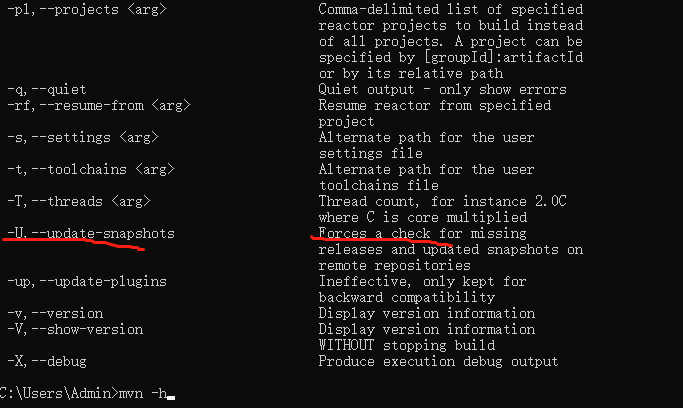 -pl,--projects <arg> Comma-delimited list of specified
reactor projects to build instead
of all projects. A project can be
specified by [groupId]:artifactId
or by its relative path
-q,--quiet Quiet output - only show errors
-rf,--resume-from <arg> Resume reactor from specified
project
-s,--settings <arg> Alternate path for the user
settings file
-t,--toolchains <arg> Alternate path for the user
toolchains file
-T,--threads <arg> Thread count, for instance 2.0C
where C is core multiplied
-U,--update-snapshots Forces a check for missing
releases and updated snapshots on
remote repositories
-up,--update-plugins Ineffective, only kept for
backward compatibility
-v,--version Display version information
-V,--show-version Display version information
WITHOUT stopping build
-X,--debug Produce execution debug output
C:\Users\Admin>mvn -h